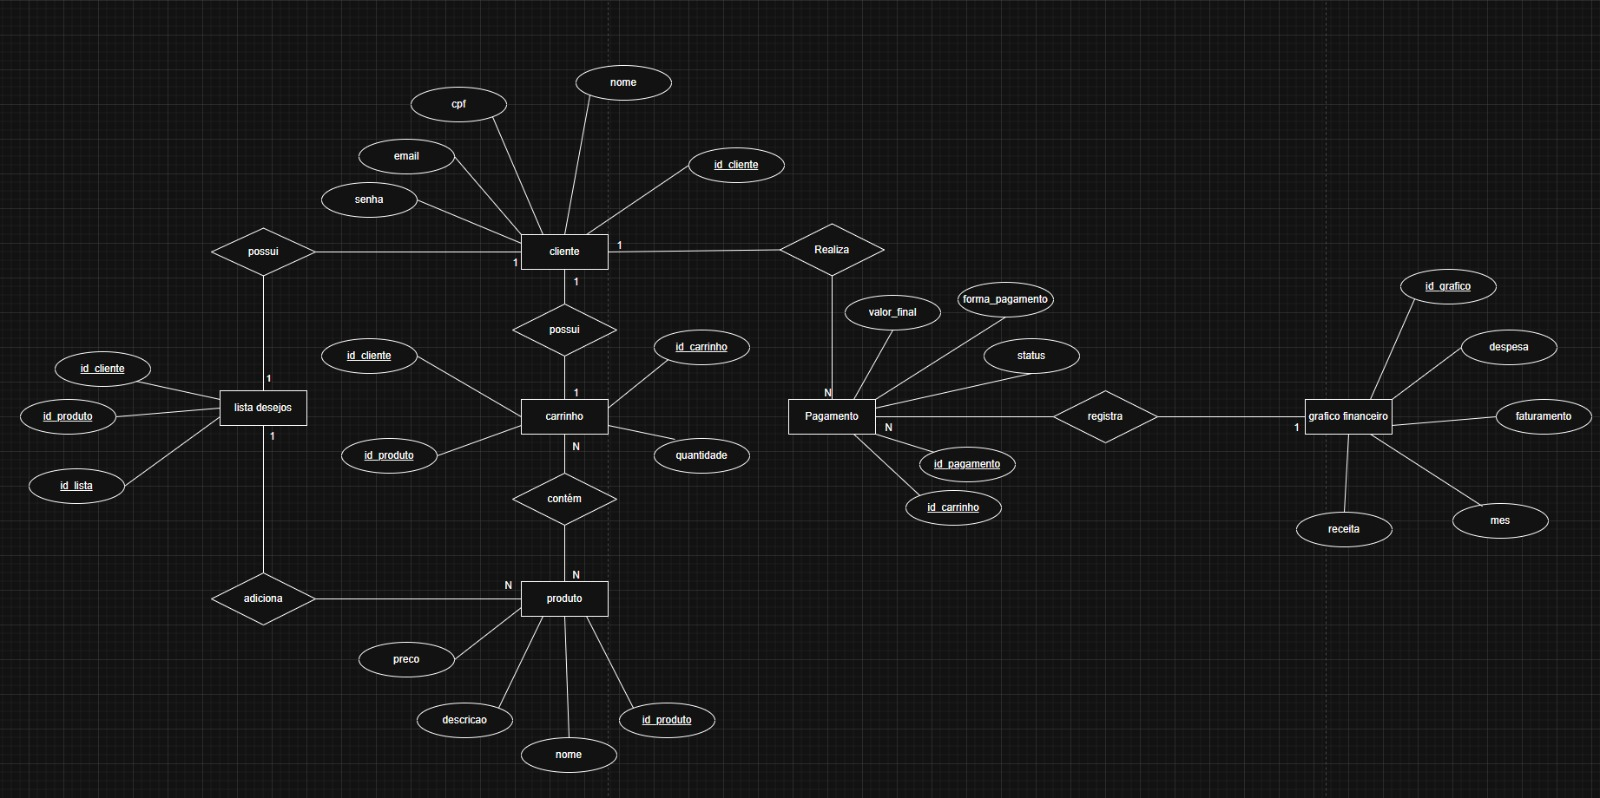 nome
cpf
email
id_cliente
senha
possui
cliente
1
1
Realiza
1
possui
id_grafico
forma_pagamento
valor_final
id_cliente
id_carrinho
status
despesa
id_cliente
1
1
N
lista desejos
carrinho
Pagamento
registra
grafico financeiro
faturamento
id_produto
1
N
N
1
id_produto
quantidade
id_pagamento
id_lista
contêm
id_carrinho
mes
receita
N
N
adiciona
produto
preco
descricao
id_produto
nome